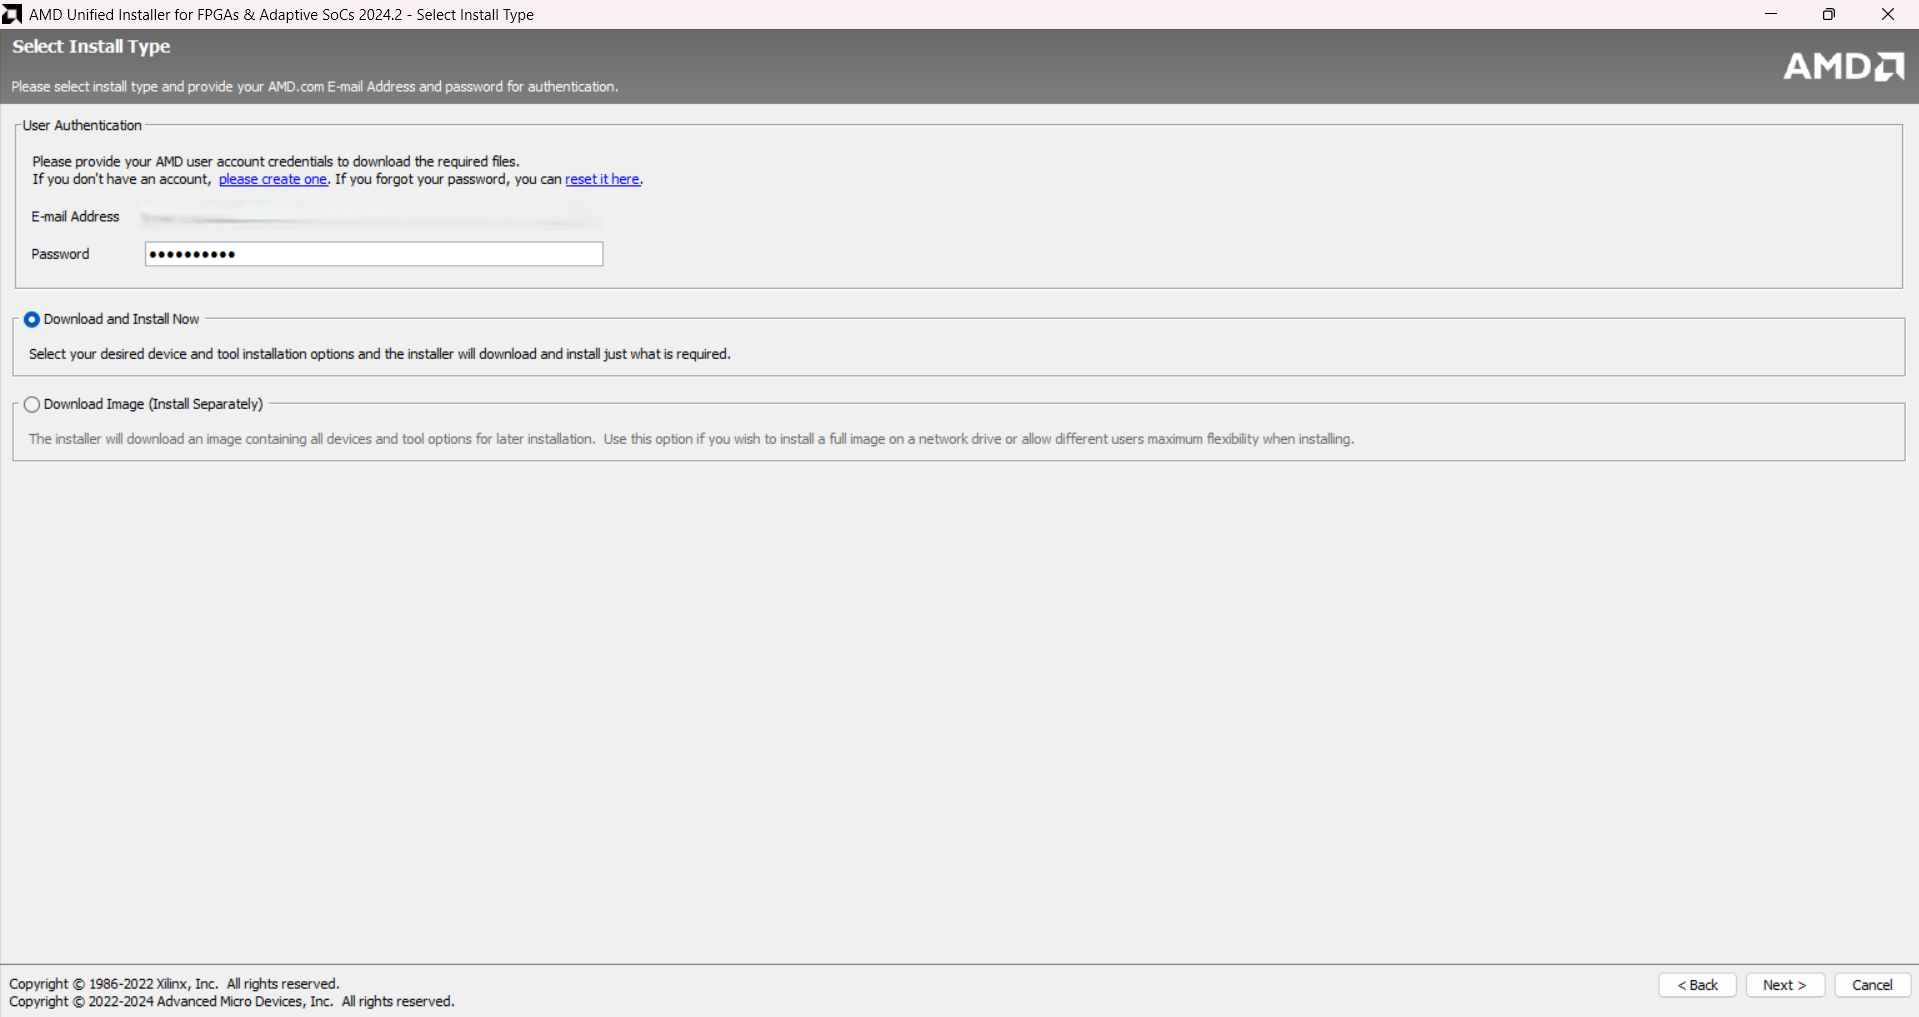 AMD Unified Installer for FPGAs & Adaptive SoCs 2024.2 - Select Install Type
Select Install Type
AMD
Please select install type and provide your AMD.com E-mail Address and password for authentication.
User Authentication
Please provide your AMD user account credentials to download the required files.
If you don't have an account, please create one. If you forgot your password, you can reset it here.
E-mail Address
Password ••••••••••
Download and Install Now
Select your desired device and tool installation options and the installer will download and install just what is required.
Download Image (Install Separately)
The installer will download an image containing all devices and tool options for later installation. Use this option if you wish to install a full image on a network drive or allow different users maximum flexibility when installing.
Copyright © 1986-2022 Xilinx, Inc. All rights reserved.
Copyright © 2022-2024 Advanced Micro Devices, Inc. All rights reserved.
< Back Next > Cancel